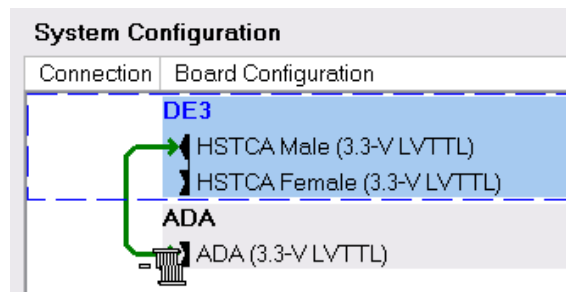 System Configuration
Connection Board Configuration
DE3
HSTCA Male (3.3-V LVTTL)
HSTCA Female (3.3-V LVTTL)
ADA
ADA (3.3-V LVTTL)